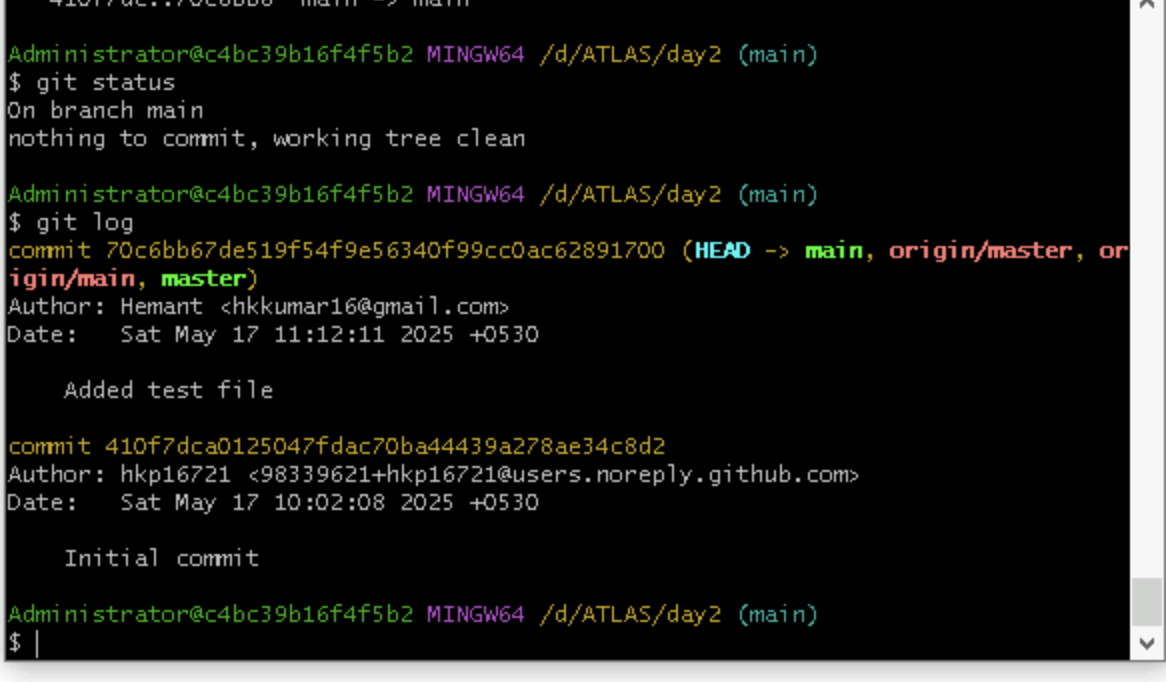 410f7dc..70c6bb6  main -> main
Administrator@c4bc39b16f4f5b2 MINGW64 /d/ATLAS/day2 (main)
$ git status
On branch main
nothing to commit, working tree clean
Administrator@c4bc39b16f4f5b2 MINGW64 /d/ATLAS/day2 (main)
$ git log
commit 70c6bb67de519f54f9e56340f99cc0ac62891700 (HEAD -> main, origin/master, or
igin/main, master)
Author: Hemant <hkkumar16@gmail.com>
Date:   Sat May 17 11:12:11 2025 +0530
    Added test file
commit 410f7dca0125047fdac70ba44439a278ae34c8d2
Author: hkp16721 <98339621+hkp16721@users.noreply.github.com>
Date:   Sat May 17 10:02:08 2025 +0530
    Initial commit
Administrator@c4bc39b16f4f5b2 MINGW64 /d/ATLAS/day2 (main)
$